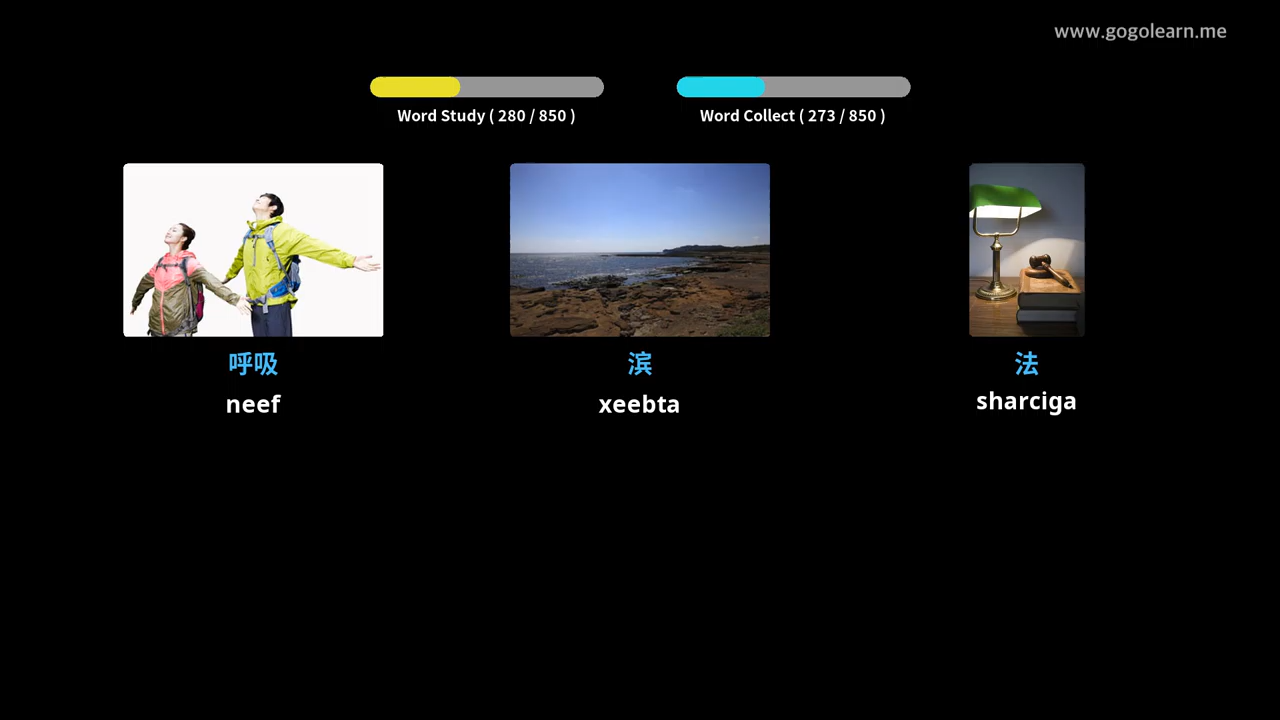 www.gogolearn.me
Word Study ( 280 / 850 )
Word Collect ( 273 / 850 )
呼吸
neef
滨
xeebta
法
sharciga